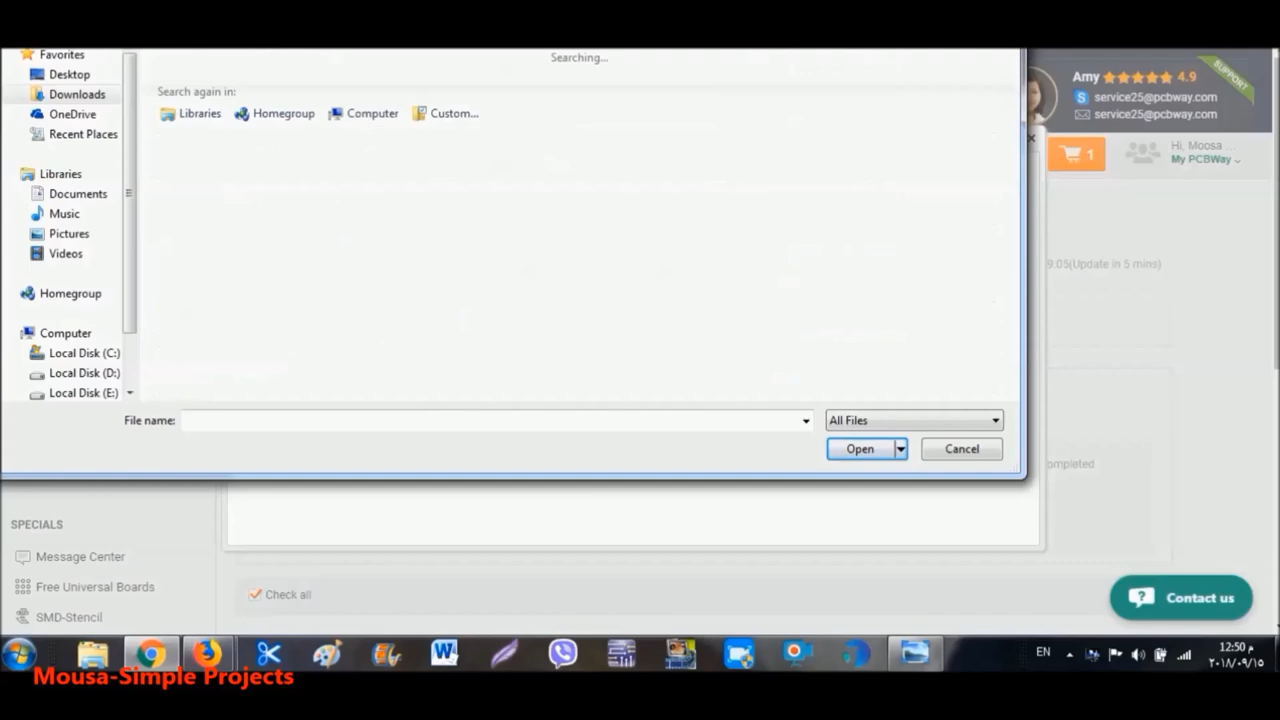 Favorites
Desktop
Downloads
OneDrive
Recent Places
Libraries
Documents
Music
Pictures
Videos
Homegroup
Computer
Local Disk (C:)
Local Disk (D:)
Local Disk (E:)
Searching...
Search again in:
Libraries Homegroup Computer Custom...
File name:
All Files
Open Cancel
Amy 4.9
SUPPORT
service25@pcbway.com
service25@pcbway.com
1
Hi, Moosa ...
My PCBWay
9.05(Update in 5 mins)
ompleted
SPECIALS
Message Center
Free Universal Boards
SMD-Stencil
Check all
Contact us
EN
12:50 م
٢٠١٨/٠٩/١٥
Mousa-Simple Projects